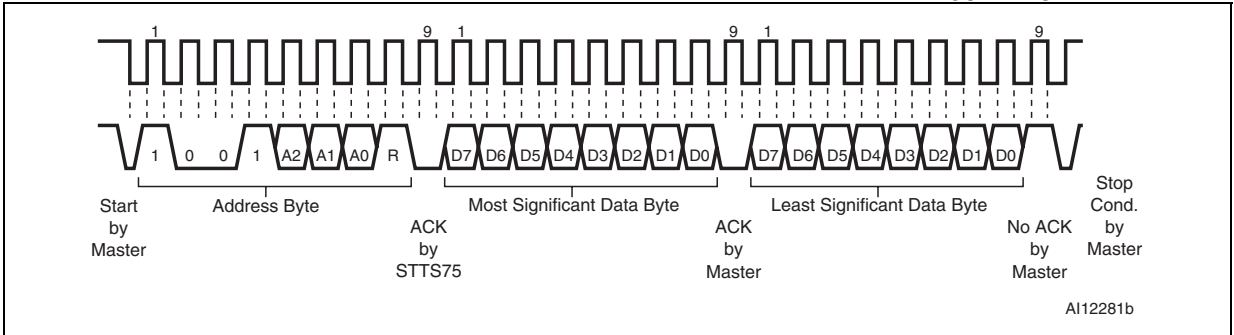 1 9 1 9 1 9
1 0 0 1 A2 A1 A0 R D7 D6 D5 D4 D3 D2 D1 D0 D7 D6 D5 D4 D3 D2 D1 D0
Start
by
Master
Address Byte
ACK
by
STTS75
Most Significant Data Byte
ACK
by
Master
Least Significant Data Byte
No ACK
by
Master
Stop
Cond.
by
Master
AI12281b